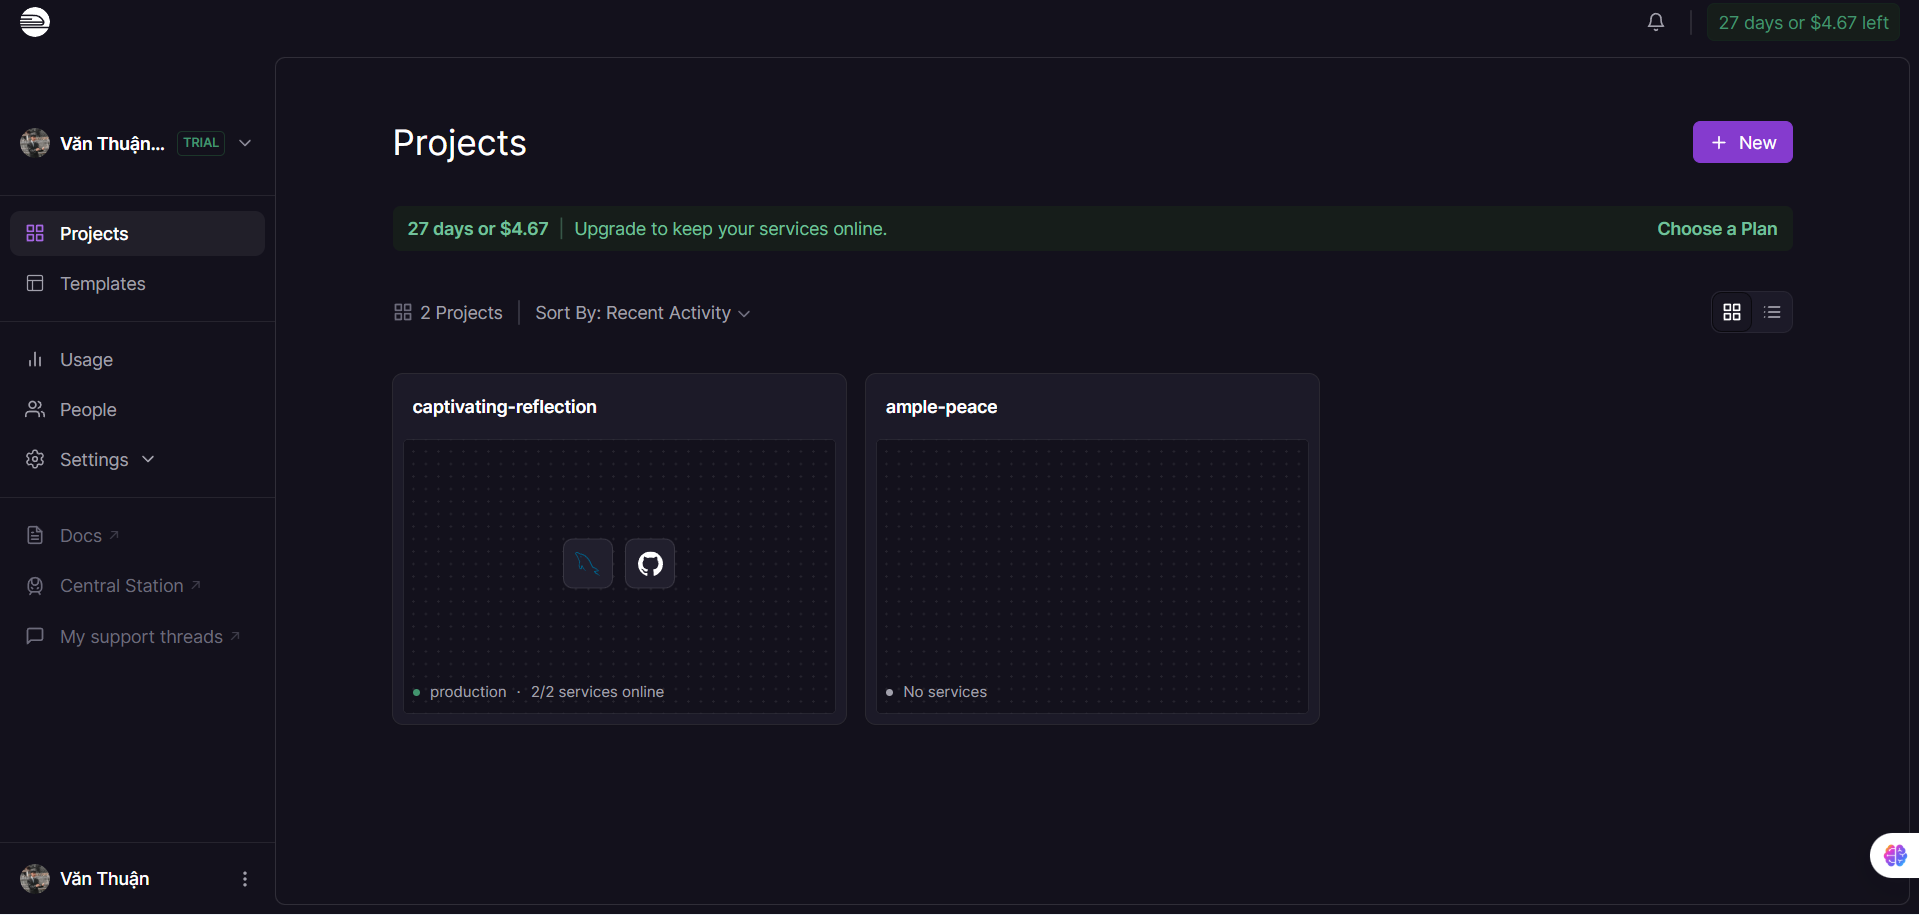 27 days or $4.67 left
Văn Thuận... TRIAL
Projects
Templates
Usage
People
Settings
Docs
Central Station
My support threads
Văn Thuận
Projects
New
27 days or $4.67 Upgrade to keep your services online. Choose a Plan
2 Projects Sort By: Recent Activity
captivating-reflection
production · 2/2 services online
ample-peace
No services